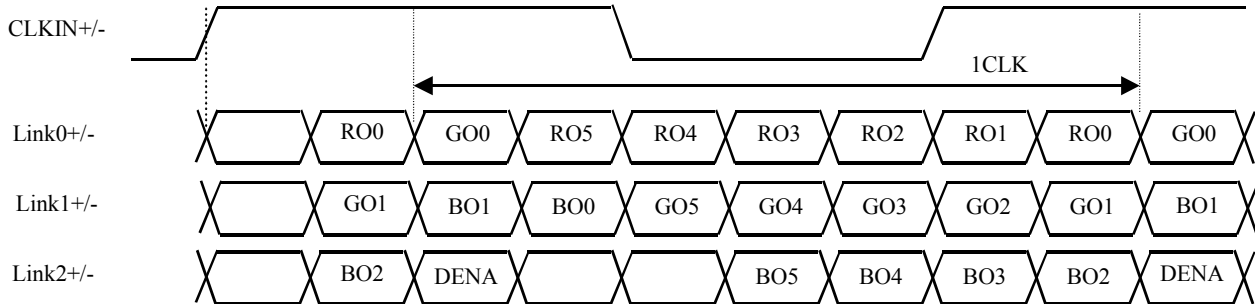 CLKIN+/-
1CLK
Link0+/- RO0 GO0 RO5 RO4 RO3 RO2 RO1 RO0 GO0
Link1+/- GO1 BO1 BO0 GO5 GO4 GO3 GO2 GO1 BO1
Link2+/- BO2 DENA BO5 BO4 BO3 BO2 DENA